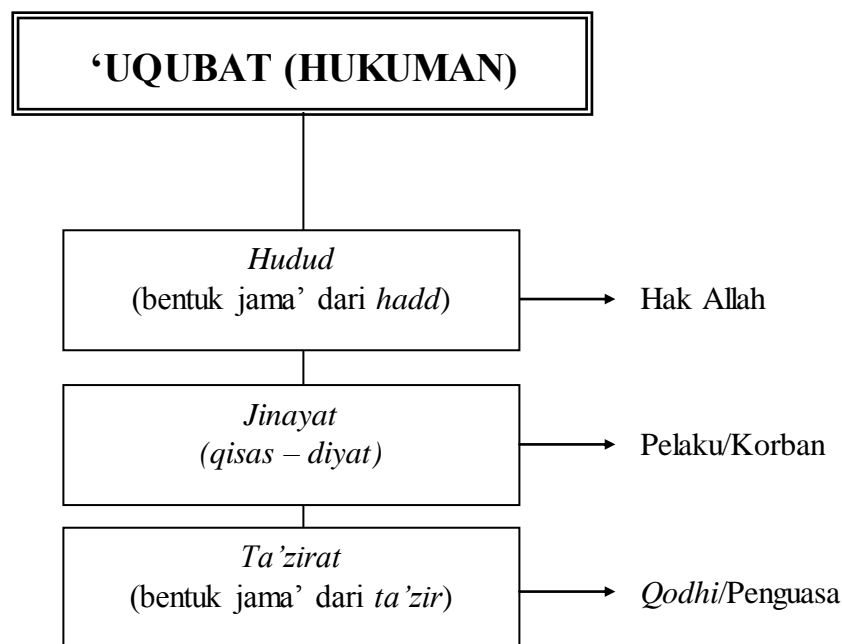 ‘UQUBAT (HUKUMAN)
Hudud
(bentuk jama’ dari hadd)
Hak Allah
Jinayat
(qisas – diyat)
Pelaku/Korban
Ta’zirat
(bentuk jama’ dari ta’zir)
Qodhi/Penguasa